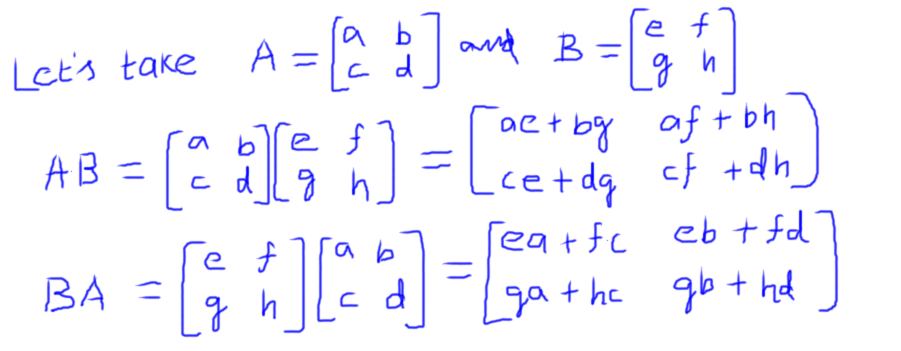 Let's take A = [a b; c d] and B = [e f; g h]
AB = [a b; c d][e f; g h] = [ae + bg af + bh; ce + dg cf + dh]
BA = [e f; g h][a b; c d] = [ea + fc eb + fd; ga + hc gb + hd]